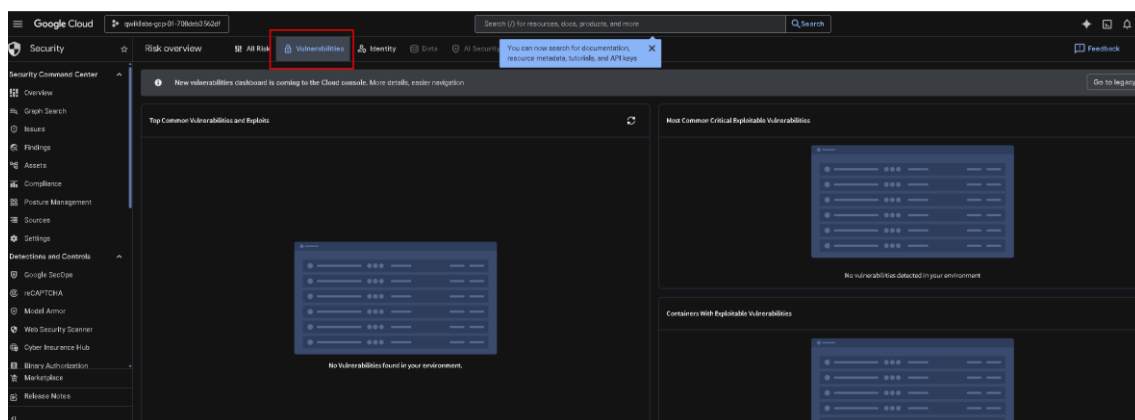 Google Cloud
Search (/) for resources, docs, products, and more
Search
Security
Risk overview
All Risk
Vulnerabilities
Identity
Data
AI Security
You can now search for documentation,
resource metadata, tutorials, and API keys
Feedback
Security Command Center
New vulnerabilities dashboard is coming to the Cloud console. More details, easier navigation
Go to legacy
Overview
Graph Search
Issues
Findings
Assets
Compliance
Posture Management
Sources
Settings
Detections and Controls
Google SecOps
reCAPTCHA
Model Armor
Web Security Scanner
Cyber Insurance Hub
Binary Authorization
Marketplace
Release Notes
Top Common Vulnerabilities and Exploits
No Vulnerabilities found in your environment.
Most Common Critical Exploitable Vulnerabilities
No vulnerabilities detected in your environment
Containers With Exploitable Vulnerabilities